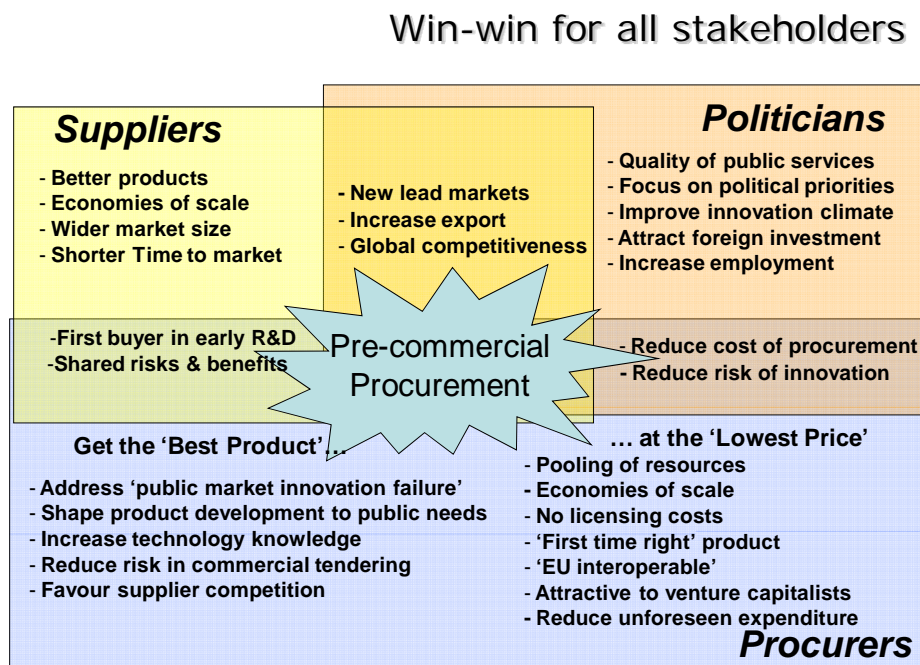 Win-win for all stakeholders
Suppliers
- Better products
- Economies of scale
- Wider market size
- Shorter Time to market
- New lead markets
- Increase export
- Global competitiveness
Politicians
- Quality of public services
- Focus on political priorities
- Improve innovation climate
- Attract foreign investment
- Increase employment
-First buyer in early R&D
-Shared risks & benefits
Pre-commercial
Procurement
- Reduce cost of procurement
- Reduce risk of innovation
Get the ‘Best Product’…
- Address ‘public market innovation failure’
- Shape product development to public needs
- Increase technology knowledge
- Reduce risk in commercial tendering
- Favour supplier competition
… at the ‘Lowest Price’
- Pooling of resources
- Economies of scale
- No licensing costs
- ‘First time right’ product
- ‘EU interoperable’
- Attractive to venture capitalists
- Reduce unforeseen expenditure
Procurers